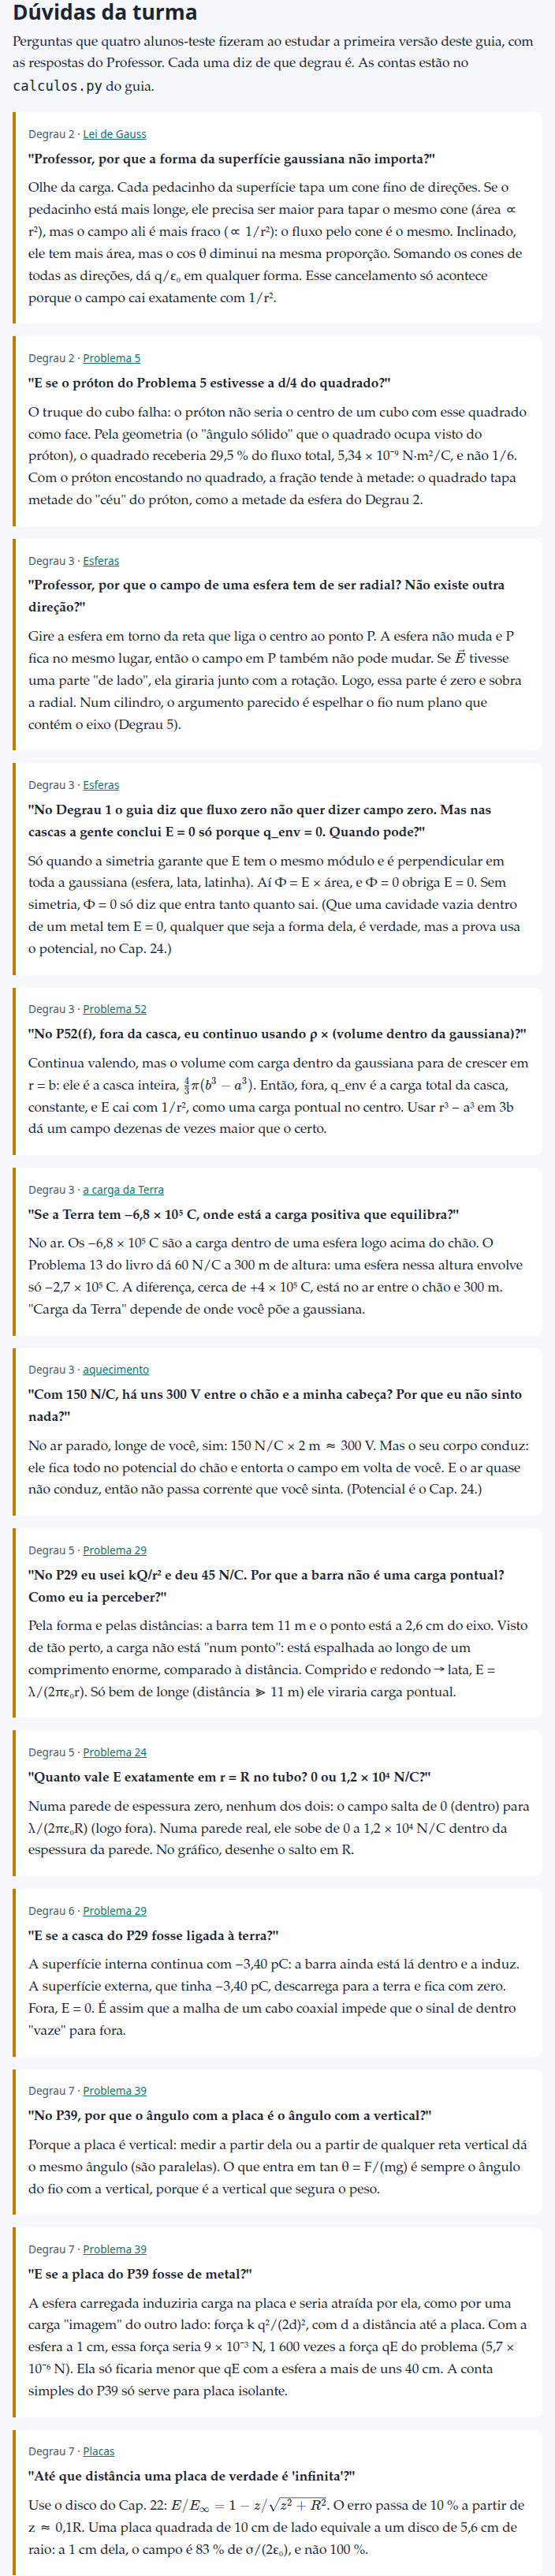 Dúvidas da turma
Perguntas que quatro alunos-teste fizeram ao estudar a primeira versão deste guia, com
as respostas do Professor. Cada uma diz de que degrau é. As contas estão no
calculos.py do guia.
Degrau 2 · Lei de Gauss
"Professor, por que a forma da superfície gaussiana não importa?"
Olhe da carga. Cada pedacinho da superfície tapa um cone fino de direções. Se o
pedacinho está mais longe, ele precisa ser maior para tapar o mesmo cone (área ∝
r²), mas o campo ali é mais fraco (∝ 1/r²): o fluxo pelo cone é o mesmo. Inclinado,
ele tem mais área, mas o cos θ diminui na mesma proporção. Somando os cones de
todas as direções, dá q/ε₀ em qualquer forma. Esse cancelamento só acontece
porque o campo cai exatamente com 1/r².
Degrau 2 · Problema 5
"E se o próton do Problema 5 estivesse a d/4 do quadrado?"
O truque do cubo falha: o próton não seria o centro de um cubo com esse quadrado
como face. Pela geometria (o "ângulo sólido" que o quadrado ocupa visto do
próton), o quadrado receberia 29,5 % do fluxo total, 5,34 × 10⁻⁹ N·m²/C, e não 1/6.
Com o próton encostando no quadrado, a fração tende à metade: o quadrado tapa
metade do "céu" do próton, como a metade da esfera do Degrau 2.
Degrau 3 · Esferas
"Professor, por que o campo de uma esfera tem de ser radial? Não existe outra
direção?"
Gire a esfera em torno da reta que liga o centro ao ponto P. A esfera não muda e P
fica no mesmo lugar, então o campo em P também não pode mudar. Se E⃗ tivesse
uma parte "de lado", ela giraria junto com a rotação. Logo, essa parte é zero e sobra
a radial. Num cilindro, o argumento parecido é espelhar o fio num plano que
contém o eixo (Degrau 5).
Degrau 3 · Esferas
"No Degrau 1 o guia diz que fluxo zero não quer dizer campo zero. Mas nas
cascas a gente conclui E = 0 só porque q_env = 0. Quando pode?"
Só quando a simetria garante que E tem o mesmo módulo e é perpendicular em
toda a gaussiana (esfera, lata, latinha). Aí Φ = E × área, e Φ = 0 obriga E = 0. Sem
simetria, Φ = 0 só diz que entra tanto quanto sai. (Que uma cavidade vazia dentro
de um metal tem E = 0, qualquer que seja a forma dela, é verdade, mas a prova usa
o potencial, no Cap. 24.)
Degrau 3 · Problema 52
"No P52(f), fora da casca, eu continuo usando ρ × (volume dentro da gaussiana)?"
Continua valendo, mas o volume com carga dentro da gaussiana para de crescer em
r = b: ele é a casca inteira, 4/3 π(b³ − a³). Então, fora, q_env é a carga total da casca,
constante, e E cai com 1/r², como uma carga pontual no centro. Usar r³ − a³ em 3b
dá um campo dezenas de vezes maior que o certo.
Degrau 3 · a carga da Terra
"Se a Terra tem −6,8 × 10⁵ C, onde está a carga positiva que equilibra?"
No ar. Os −6,8 × 10⁵ C são a carga dentro de uma esfera logo acima do chão. O
Problema 13 do livro dá 60 N/C a 300 m de altura: uma esfera nessa altura envolve
só −2,7 × 10⁵ C. A diferença, cerca de +4 × 10⁵ C, está no ar entre o chão e 300 m.
"Carga da Terra" depende de onde você põe a gaussiana.
Degrau 3 · aquecimento
"Com 150 N/C, há uns 300 V entre o chão e a minha cabeça? Por que eu não sinto
nada?"
No ar parado, longe de você, sim: 150 N/C × 2 m ≈ 300 V. Mas o seu corpo conduz:
ele fica todo no potencial do chão e entorta o campo em volta de você. E o ar quase
não conduz, então não passa corrente que você sinta. (Potencial é o Cap. 24.)
Degrau 5 · Problema 29
"No P29 eu usei kQ/r² e deu 45 N/C. Por que a barra não é uma carga pontual?
Como eu ia perceber?"
Pela forma e pelas distâncias: a barra tem 11 m e o ponto está a 2,6 cm do eixo. Visto
de tão perto, a carga não está "num ponto": está espalhada ao longo de um
comprimento enorme, comparado à distância. Comprido e redondo → lata, E =
λ/(2πε₀r). Só bem de longe (distância ≫ 11 m) ele viraria carga pontual.
Degrau 5 · Problema 24
"Quanto vale E exatamente em r = R no tubo? 0 ou 1,2 × 10⁴ N/C?"
Numa parede de espessura zero, nenhum dos dois: o campo salta de 0 (dentro) para
λ/(2πε₀R) (logo fora). Numa parede real, ele sobe de 0 a 1,2 × 10⁴ N/C dentro da
espessura da parede. No gráfico, desenhe o salto em R.
Degrau 6 · Problema 29
"E se a casca do P29 fosse ligada à terra?"
A superfície interna continua com −3,40 pC: a barra ainda está lá dentro e a induz.
A superfície externa, que tinha −3,40 pC, descarrega para a terra e fica com zero.
Fora, E = 0. É assim que a malha de um cabo coaxial impede que o sinal de dentro
"vaze" para fora.
Degrau 7 · Problema 39
"No P39, por que o ângulo com a placa é o ângulo com a vertical?"
Porque a placa é vertical: medir a partir dela ou a partir de qualquer reta vertical dá
o mesmo ângulo (são paralelas). O que entra em tan θ = F/(mg) é sempre o ângulo
do fio com a vertical, porque é a vertical que segura o peso.
Degrau 7 · Problema 39
"E se a placa do P39 fosse de metal?"
A esfera carregada induziria carga na placa e seria atraída por ela, como por uma
carga "imagem" do outro lado: força k q²/(2d)², com d a distância até a placa. Com a
esfera a 1 cm, essa força seria 9 × 10⁻³ N, 1 600 vezes a força qE do problema (5,7 ×
10⁻⁶ N). Ela só ficaria menor que qE com a esfera a mais de uns 40 cm. A conta
simples do P39 só serve para placa isolante.
Degrau 7 · Placas
"Até que distância uma placa de verdade é 'infinita'?"
Use o disco do Cap. 22: E/E∞ = 1 − z/√(z² + R²). O erro passa de 10 % a partir de
z ≈ 0,1R. Uma placa quadrada de 10 cm de lado equivale a um disco de 5,6 cm de
raio: a 1 cm dela, o campo é 83 % de σ/(2ε₀), e não 100 %.